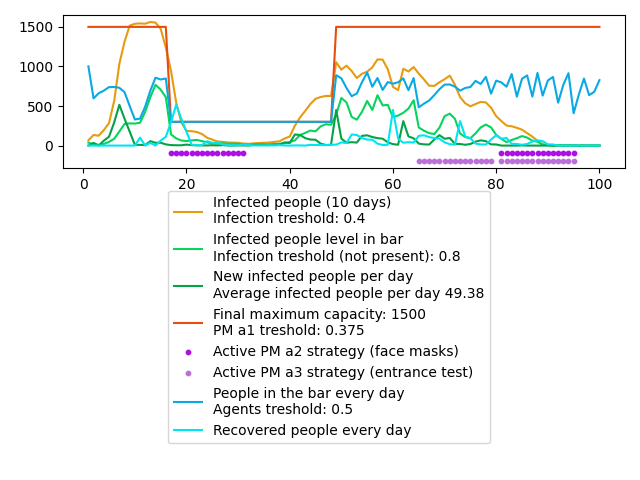 1500
1000
500
0
0
20
40
60
80
100
Infected people (10 days)
Infection treshold: 0.4
Infected people level in bar
Infection treshold (not present): 0.8
New infected people per day
Average infected people per day 49.38
Final maximum capacity: 1500
PM a1 treshold: 0.375
Active PM a2 strategy (face masks)
Active PM a3 strategy (entrance test)
People in the bar every day
Agents treshold: 0.5
Recovered people every day